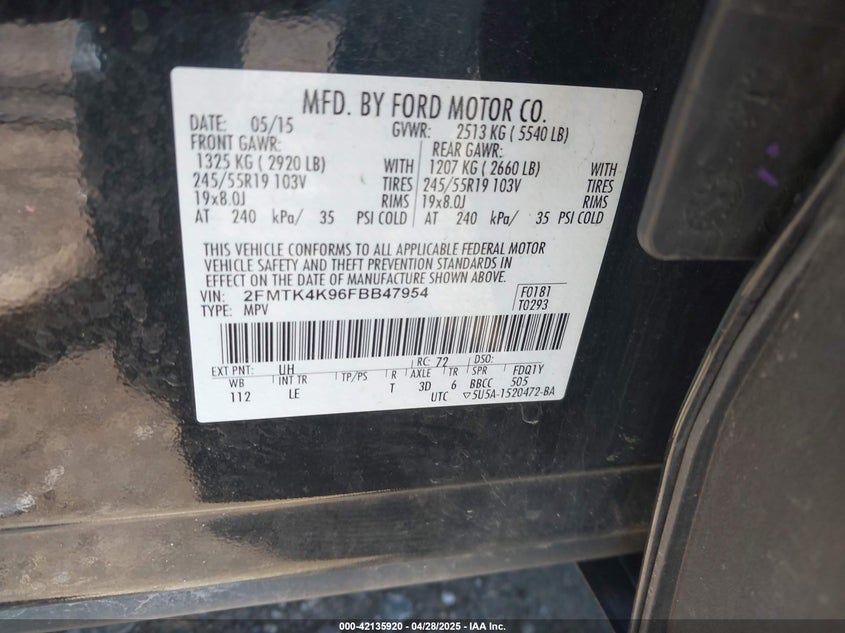 MFD. BY FORD MOTOR CO.
DATE: 05/15 GVWR: 2513 KG ( 5540 LB)
FRONT GAWR: REAR GAWR:
1325 KG ( 2920 LB) WITH 1207 KG ( 2660 LB) WITH
245/55R19 103V TIRES 245/55R19 103V TIRES
19x8.0J RIMS 19x8.0J RIMS
AT 240 kPa/ 35 PSI COLD AT 240 kPa/ 35 PSI COLD
THIS VEHICLE CONFORMS TO ALL APPLICABLE FEDERAL MOTOR
VEHICLE SAFETY AND THEFT PREVENTION STANDARDS IN
EFFECT ON THE DATE OF MANUFACTURE SHOWN ABOVE.
VIN: 2FMTK4K96FBB47954 F0181
TYPE: MPV T0293
EXT PNT: UH RC: 72 DSO:
WB INT TR TP/PS R AXLE TR SPR FDQ1Y
112 LE T 3D 6 BBCC 505
UTC ▽5U5A-1520472-BA
000-42135920 04/28/2025 - IAA Inc.